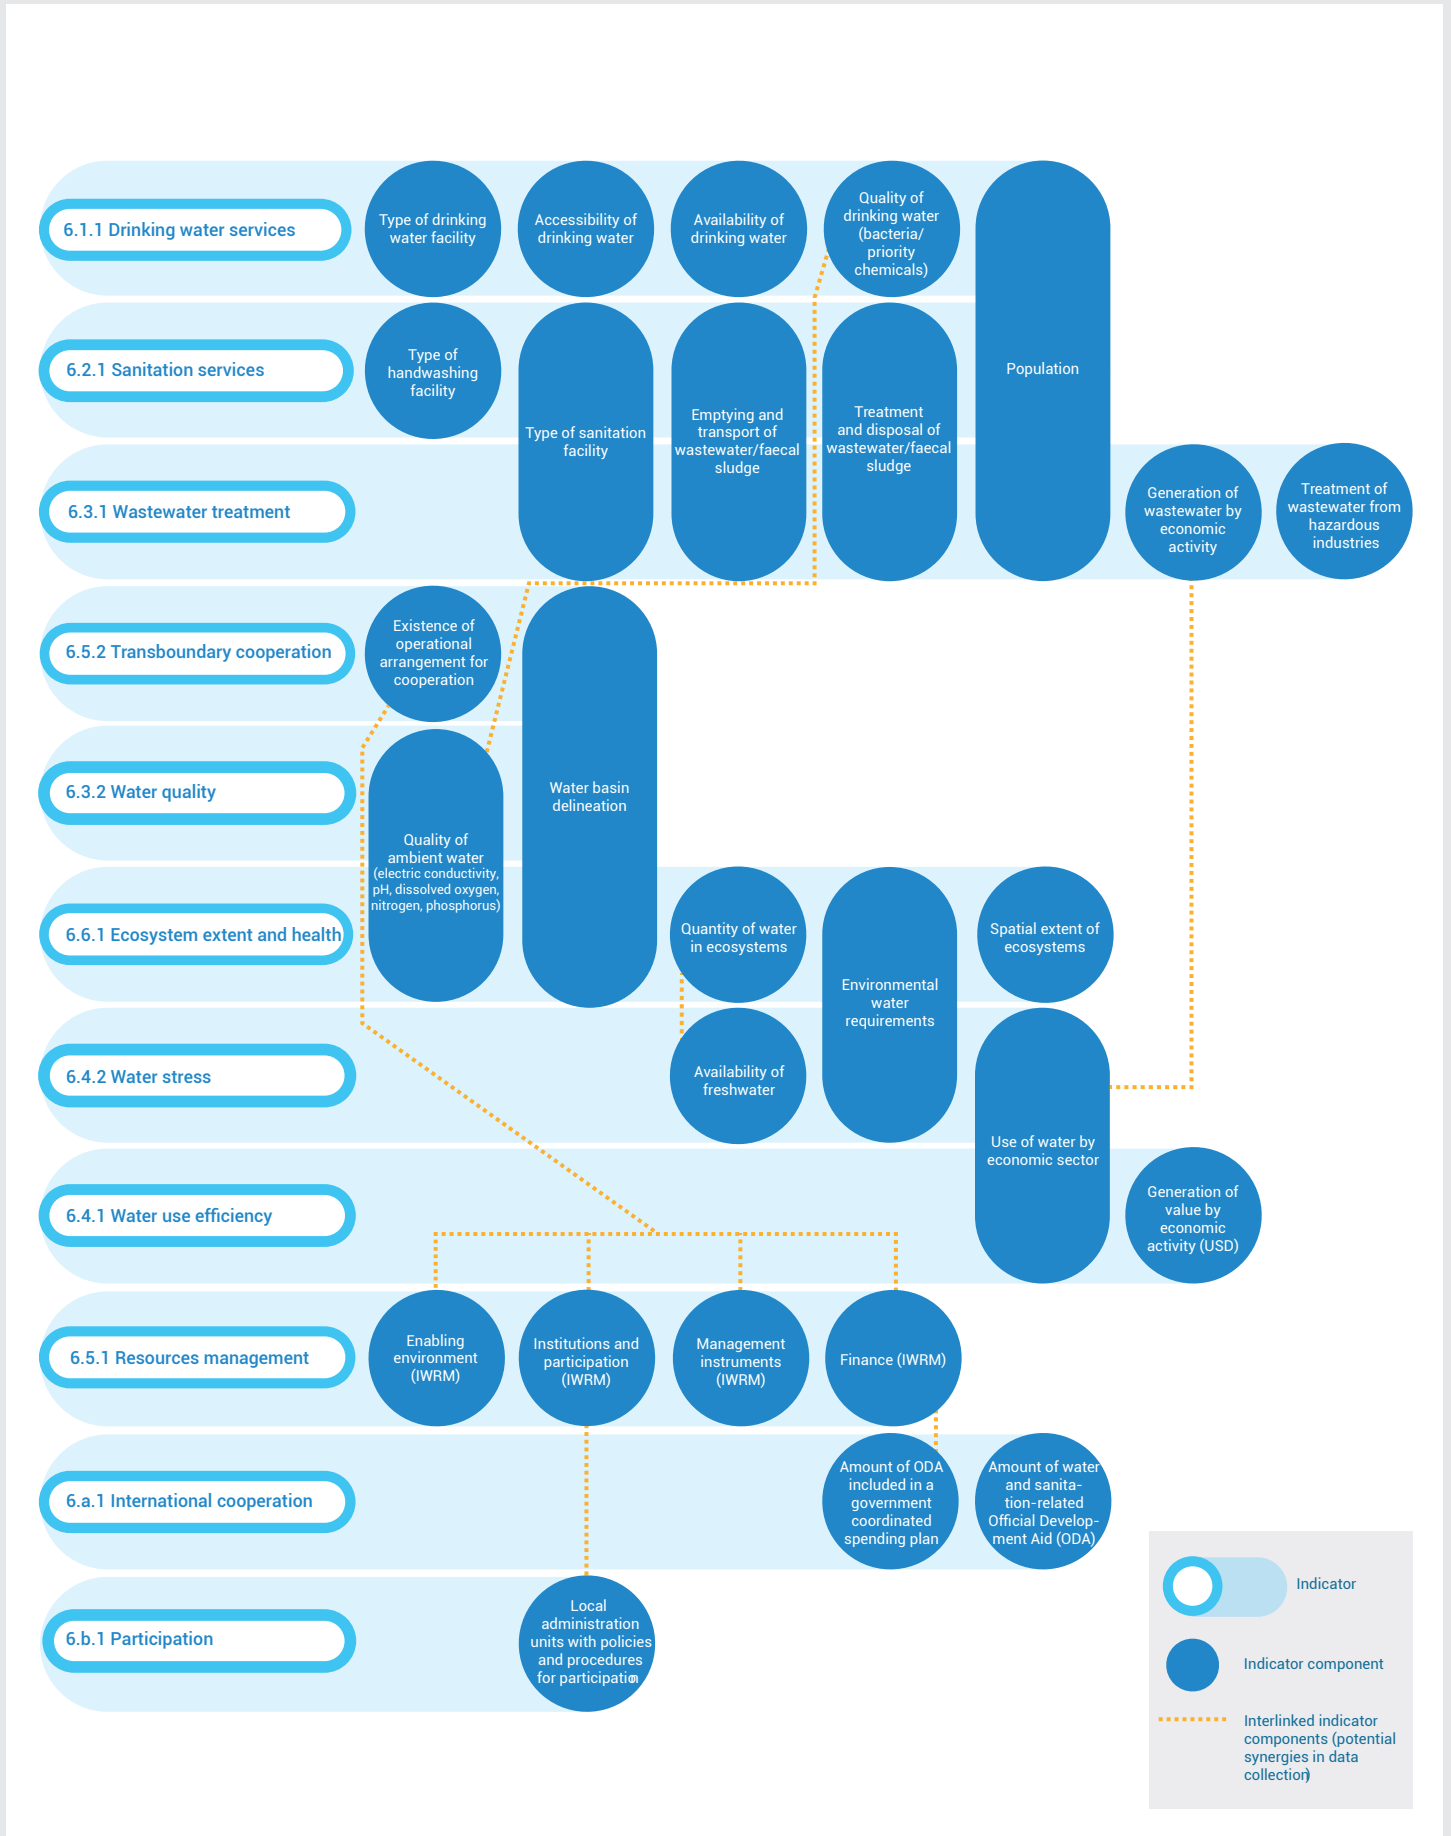 6.1.1 Drinking water services
Type of drinking
water facility
Accessibility of
drinking water
Availability of
drinking water
Quality of
drinking water
(bacteria/
priority
chemicals)
6.2.1 Sanitation services
Type of
handwashing
facility
Type of sanitation
facility
Emptying and
transport of
wastewater/faecal
sludge
Treatment
and disposal of
wastewater/faecal
sludge
Population
6.3.1 Wastewater treatment
Generation of
wastewater by
economic
activity
Treatment of
wastewater from
hazardous
industries
6.5.2 Transboundary cooperation
Existence of
operational
arrangement for
cooperation
Water basin
delineation
6.3.2 Water quality
Quality of
ambient water
(electric conductivity,
pH, dissolved oxygen,
nitrogen, phosphorus)
6.6.1 Ecosystem extent and health
Quantity of water
in ecosystems
Environmental
water
requirements
Spatial extent of
ecosystems
6.4.2 Water stress
Availability of
freshwater
Use of water by
economic sector
6.4.1 Water use efficiency
Generation of
value by
economic
activity (USD)
6.5.1 Resources management
Enabling
environment
(IWRM)
Institutions and
participation
(IWRM)
Management
instruments
(IWRM)
Finance (IWRM)
6.a.1 International cooperation
Amount of ODA
included in a
government
coordinated
spending plan
Amount of water
and sanita-
tion-related
Official Develop-
ment Aid (ODA)
6.b.1 Participation
Local
administration
units with policies
and procedures
for participation
Indicator
Indicator component
Interlinked indicator
components (potential
synergies in data
collection)